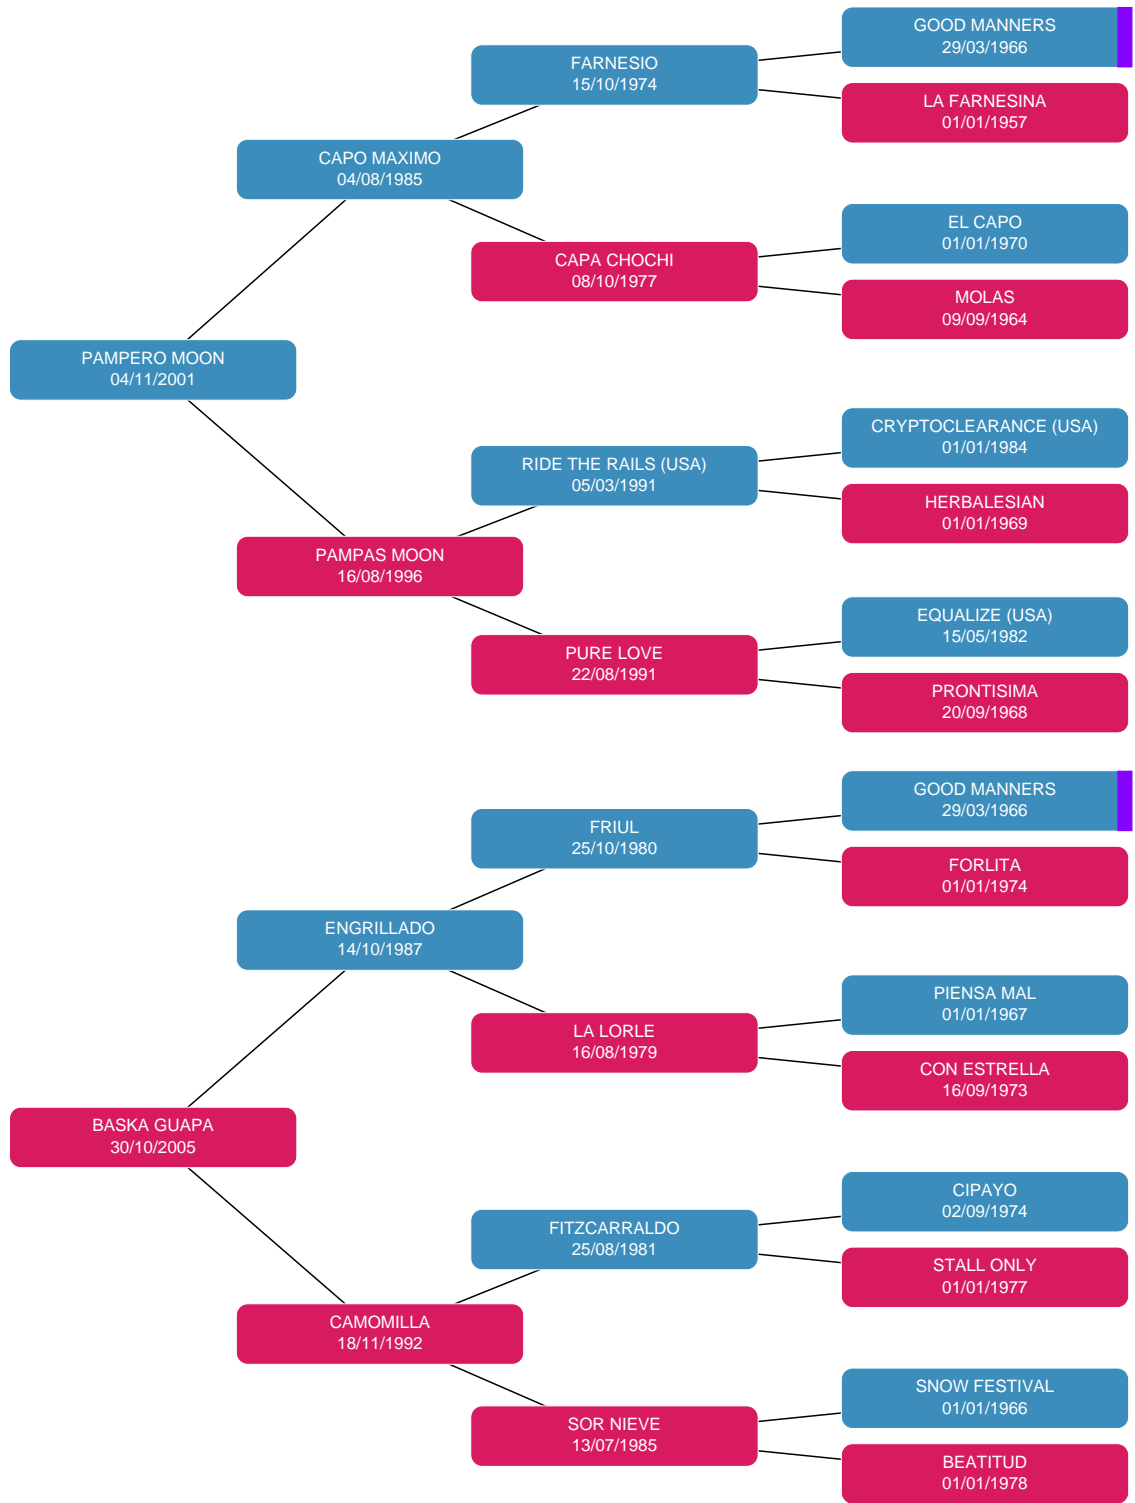 GOOD MANNERS
29/03/1966
FARNESIO
15/10/1974
LA FARNESINA
01/01/1957
CAPO MAXIMO
04/08/1985
EL CAPO
01/01/1970
CAPA CHOCHI
08/10/1977
MOLAS
09/09/1964
PAMPERO MOON
04/11/2001
CRYPTOCLEARANCE (USA)
01/01/1984
RIDE THE RAILS (USA)
05/03/1991
HERBALESIAN
01/01/1969
PAMPAS MOON
16/08/1996
EQUALIZE (USA)
15/05/1982
PURE LOVE
22/08/1991
PRONTISIMA
20/09/1968
GOOD MANNERS
29/03/1966
FRIUL
25/10/1980
FORLITA
01/01/1974
ENGRILLADO
14/10/1987
PIENSA MAL
01/01/1967
LA LORLE
16/08/1979
CON ESTRELLA
16/09/1973
BASKA GUAPA
30/10/2005
CIPAYO
02/09/1974
FITZCARRALDO
25/08/1981
STALL ONLY
01/01/1977
CAMOMILLA
18/11/1992
SNOW FESTIVAL
01/01/1966
SOR NIEVE
13/07/1985
BEATITUD
01/01/1978